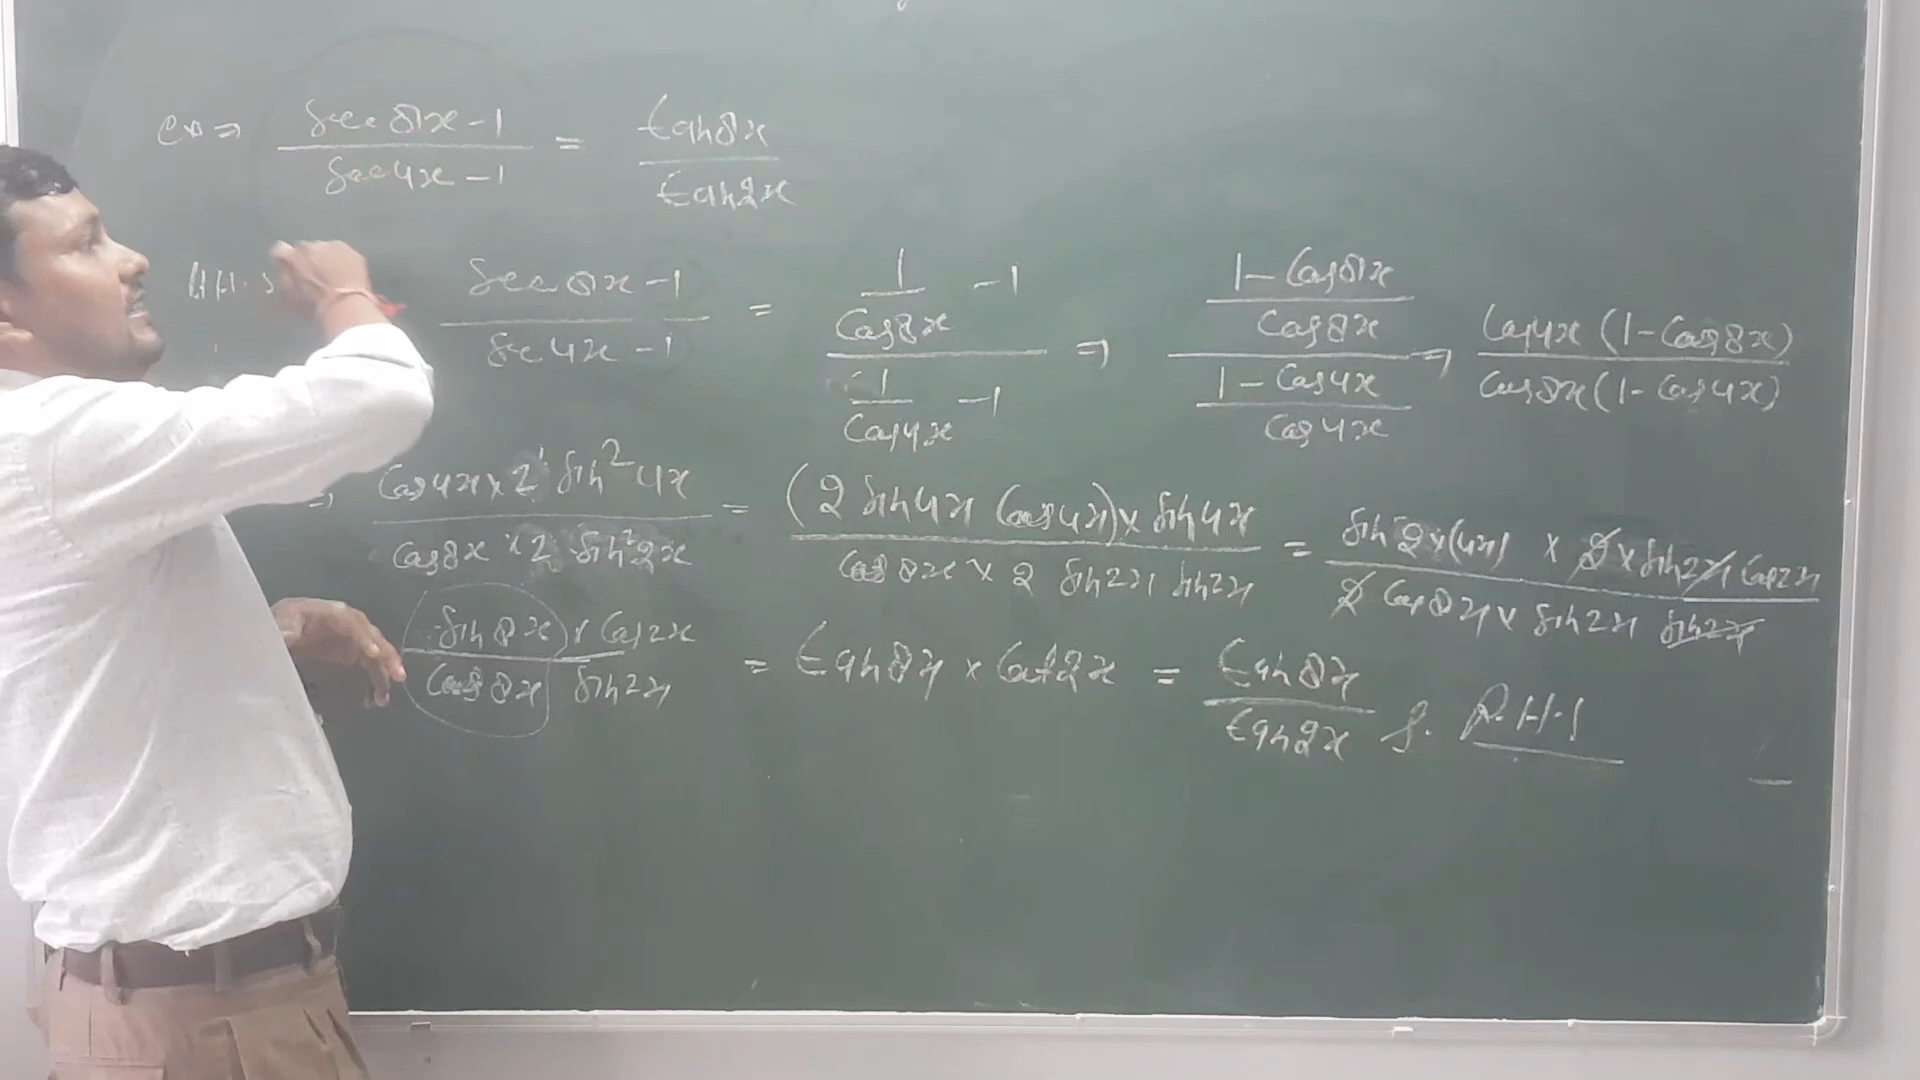 ex ⇒ (sec 8x - 1)/(sec 4x - 1) = (tan 8x)/(tan 2x)
L.H.S (sec 8x - 1)/(sec 4x - 1) = (1/cos 8x - 1)/(1/cos 4x - 1) ⇒ ((1 - cos 8x)/cos 8x)/((1 - cos 4x)/cos 4x) ⇒ (cos 4x (1 - cos 8x))/(cos 8x (1 - cos 4x))
⇒ (cos 4x × 2 sin² 4x)/(cos 8x × 2 sin² 2x) = ((2 sin 4x cos 4x) × sin 4x)/(cos 8x × 2 sin 2x sin 2x) = (sin 2×(4x) × 2 × sin 2x cos 2x)/(2 cos 8x × sin 2x sin 2x)
(sin 8x × cos 2x)/(cos 8x sin 2x) = tan 8x × cot 2x = (tan 8x)/(tan 2x) R.H.S